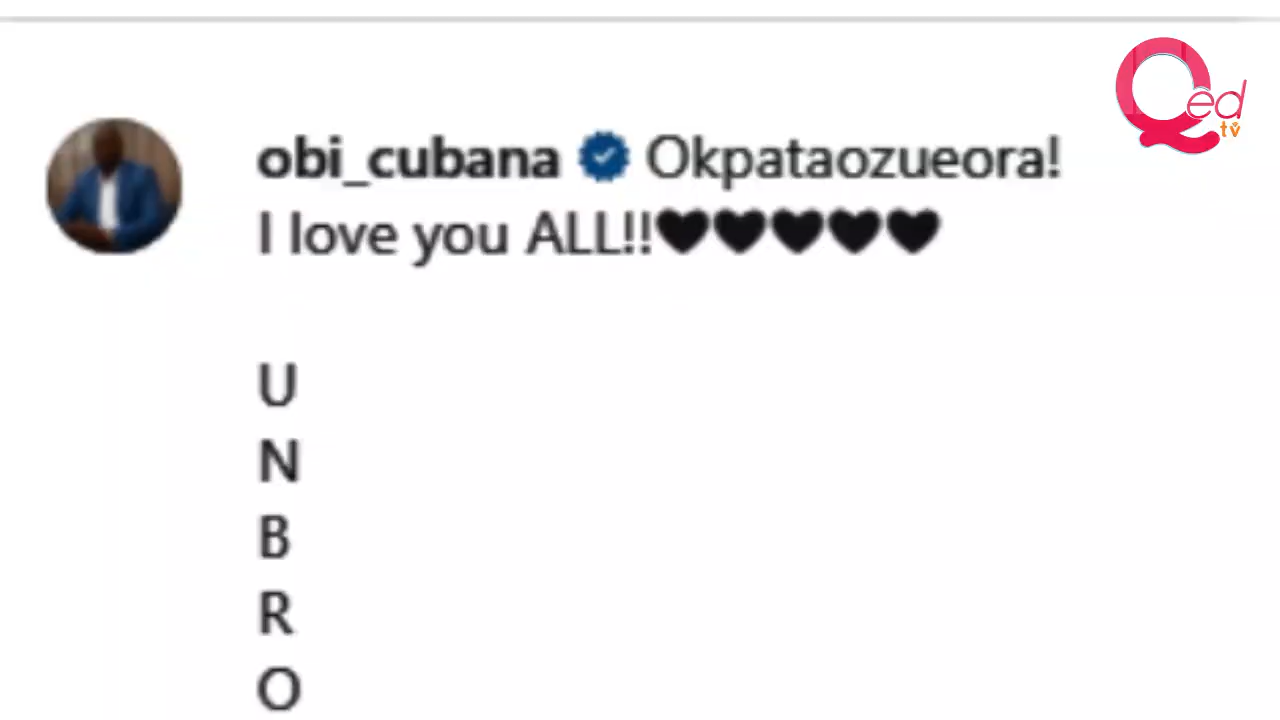 Qed
tv
obi_cubana Okpataozueora!
I love you ALL!!🖤🖤🖤🖤🖤
U
N
B
R
O